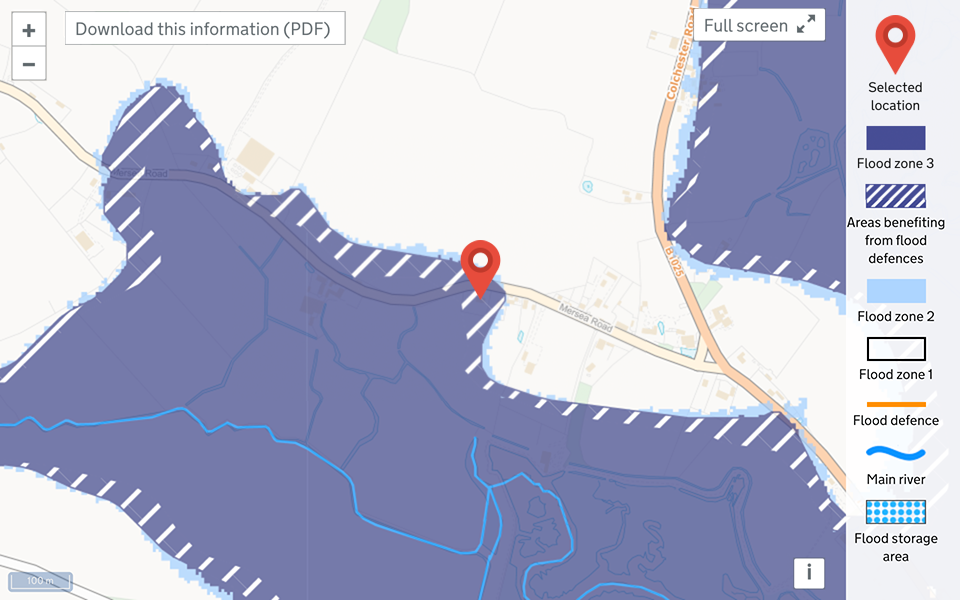 +
Download this information (PDF)
Full screen
−
Colchester Road
Selected
location
Flood zone 3
Mersea Road
Areas benefiting
from flood
defences
B1025
Flood zone 2
Mersea Road
Flood zone 1
Flood defence
Main river
Flood storage
area
i
100 m